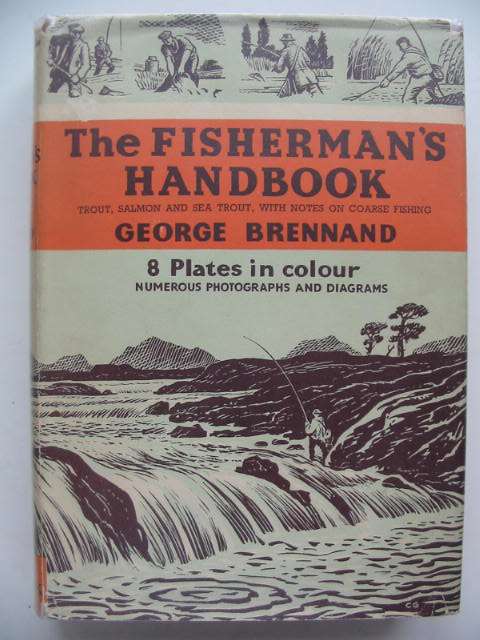 The FISHERMAN'S
HANDBOOK
TROUT, SALMON AND SEA TROUT, WITH NOTES ON COARSE FISHING
GEORGE BRENNAND
8 Plates in colour
NUMEROUS PHOTOGRAPHS AND DIAGRAMS
CG